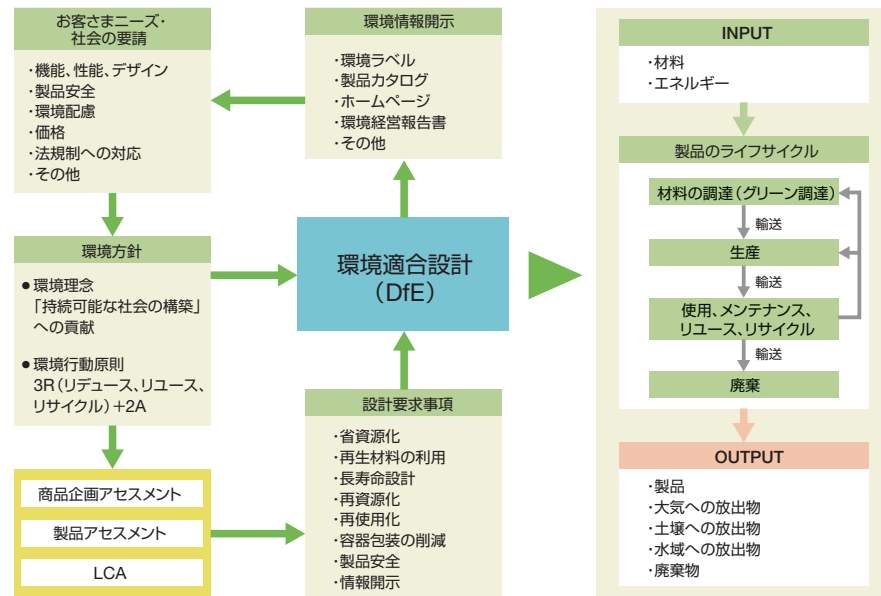 お客さまニーズ・
社会の要請
・機能、性能、デザイン
・製品安全
・環境配慮
・価格
・法規制への対応
・その他
環境情報開示
・環境ラベル
・製品カタログ
・ホームページ
・環境経営報告書
・その他
環境方針
●環境理念
「持続可能な社会の構築」
への貢献
●環境行動原則
3R(リデュース、リユース、
リサイクル)+2A
環境適合設計
(DfE)
商品企画アセスメント
製品アセスメント
LCA
設計要求事項
・省資源化
・再生材料の利用
・長寿命設計
・再資源化
・再使用化
・容器包装の削減
・製品安全
・情報開示
INPUT
・材料
・エネルギー
製品のライフサイクル
材料の調達(グリーン調達)
輸送
生産
輸送
使用、メンテナンス、
リユース、リサイクル
輸送
廃棄
OUTPUT
・製品
・大気への放出物
・土壌への放出物
・水域への放出物
・廃棄物